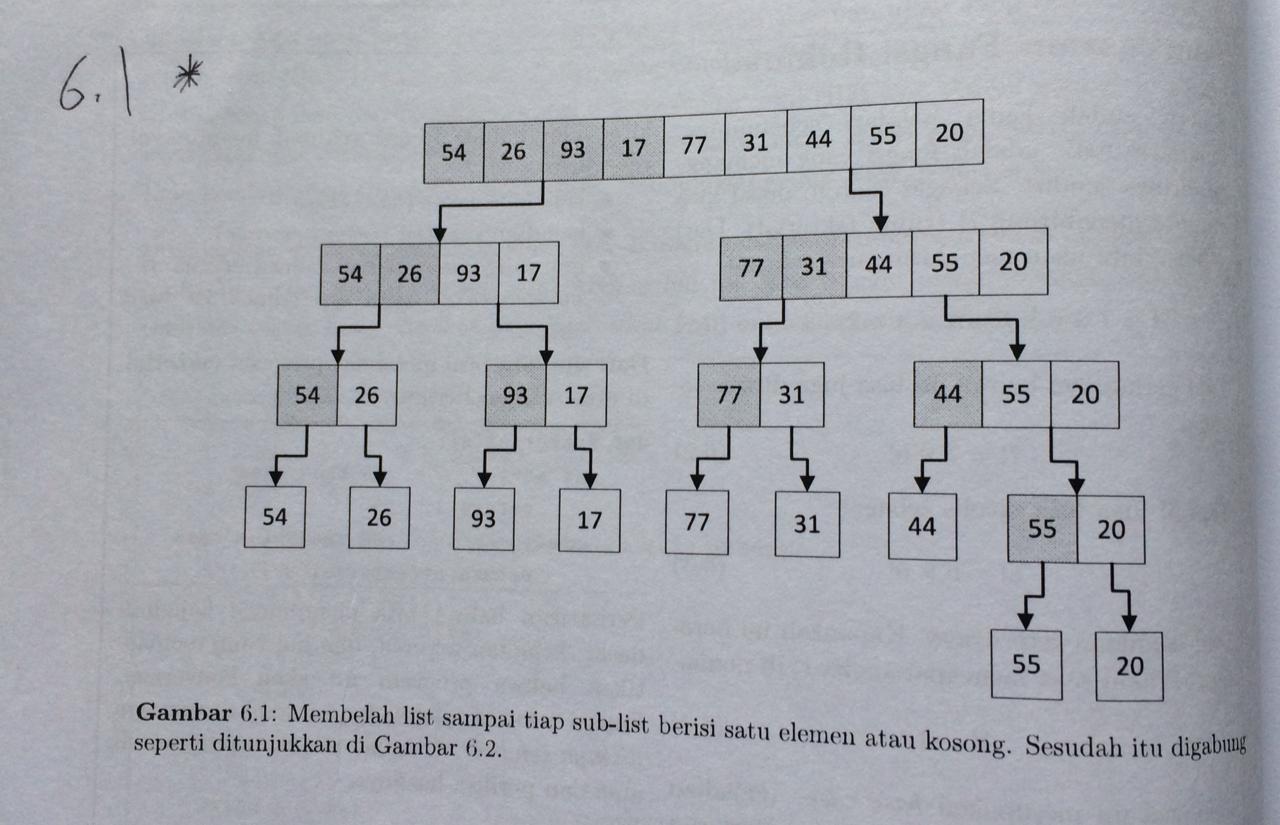 6.1 *
54 26 93 17 77 31 44 55 20
54 26 93 17 77 31 44 55 20
54 26 93 17 77 31 44 55 20
54 26 93 17 77 31 44 55 20
55 20
Gambar 6.1: Membelah list sampai tiap sub-list berisi satu elemen atau kosong. Sesudah itu digabung
seperti ditunjukkan di Gambar 6.2.